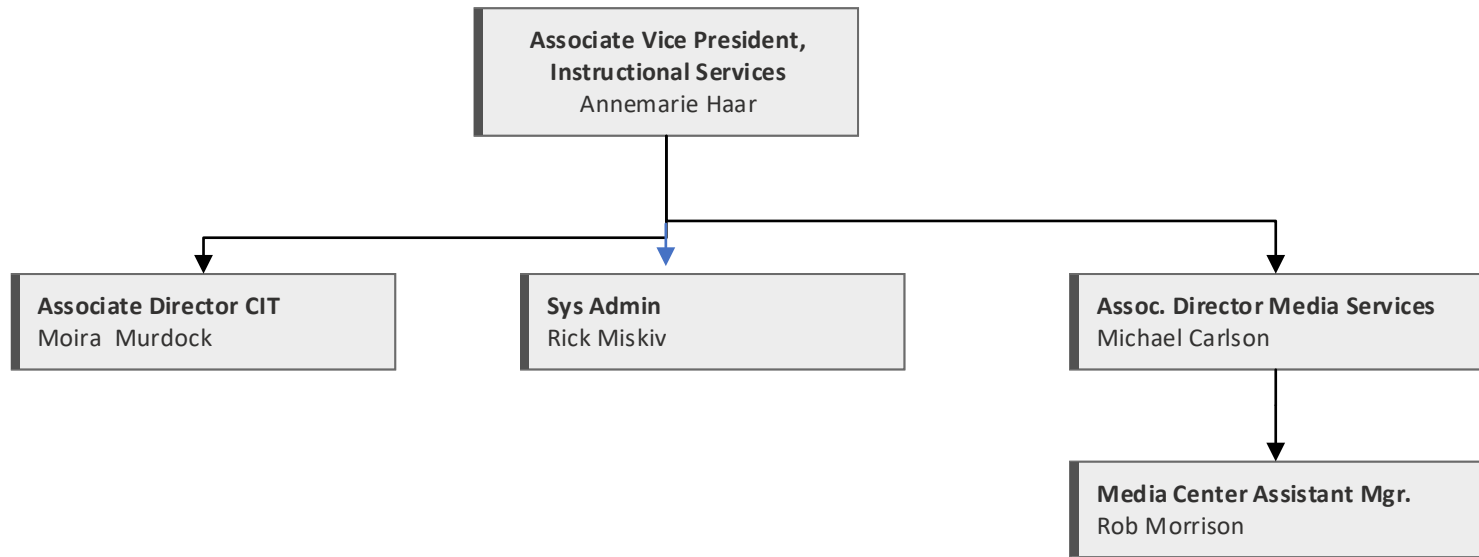 Associate Vice President,
Instructional Services
Annemarie Haar
Associate Director CIT
Moira Murdock
Sys Admin
Rick Miskiv
Assoc. Director Media Services
Michael Carlson
Media Center Assistant Mgr.
Rob Morrison